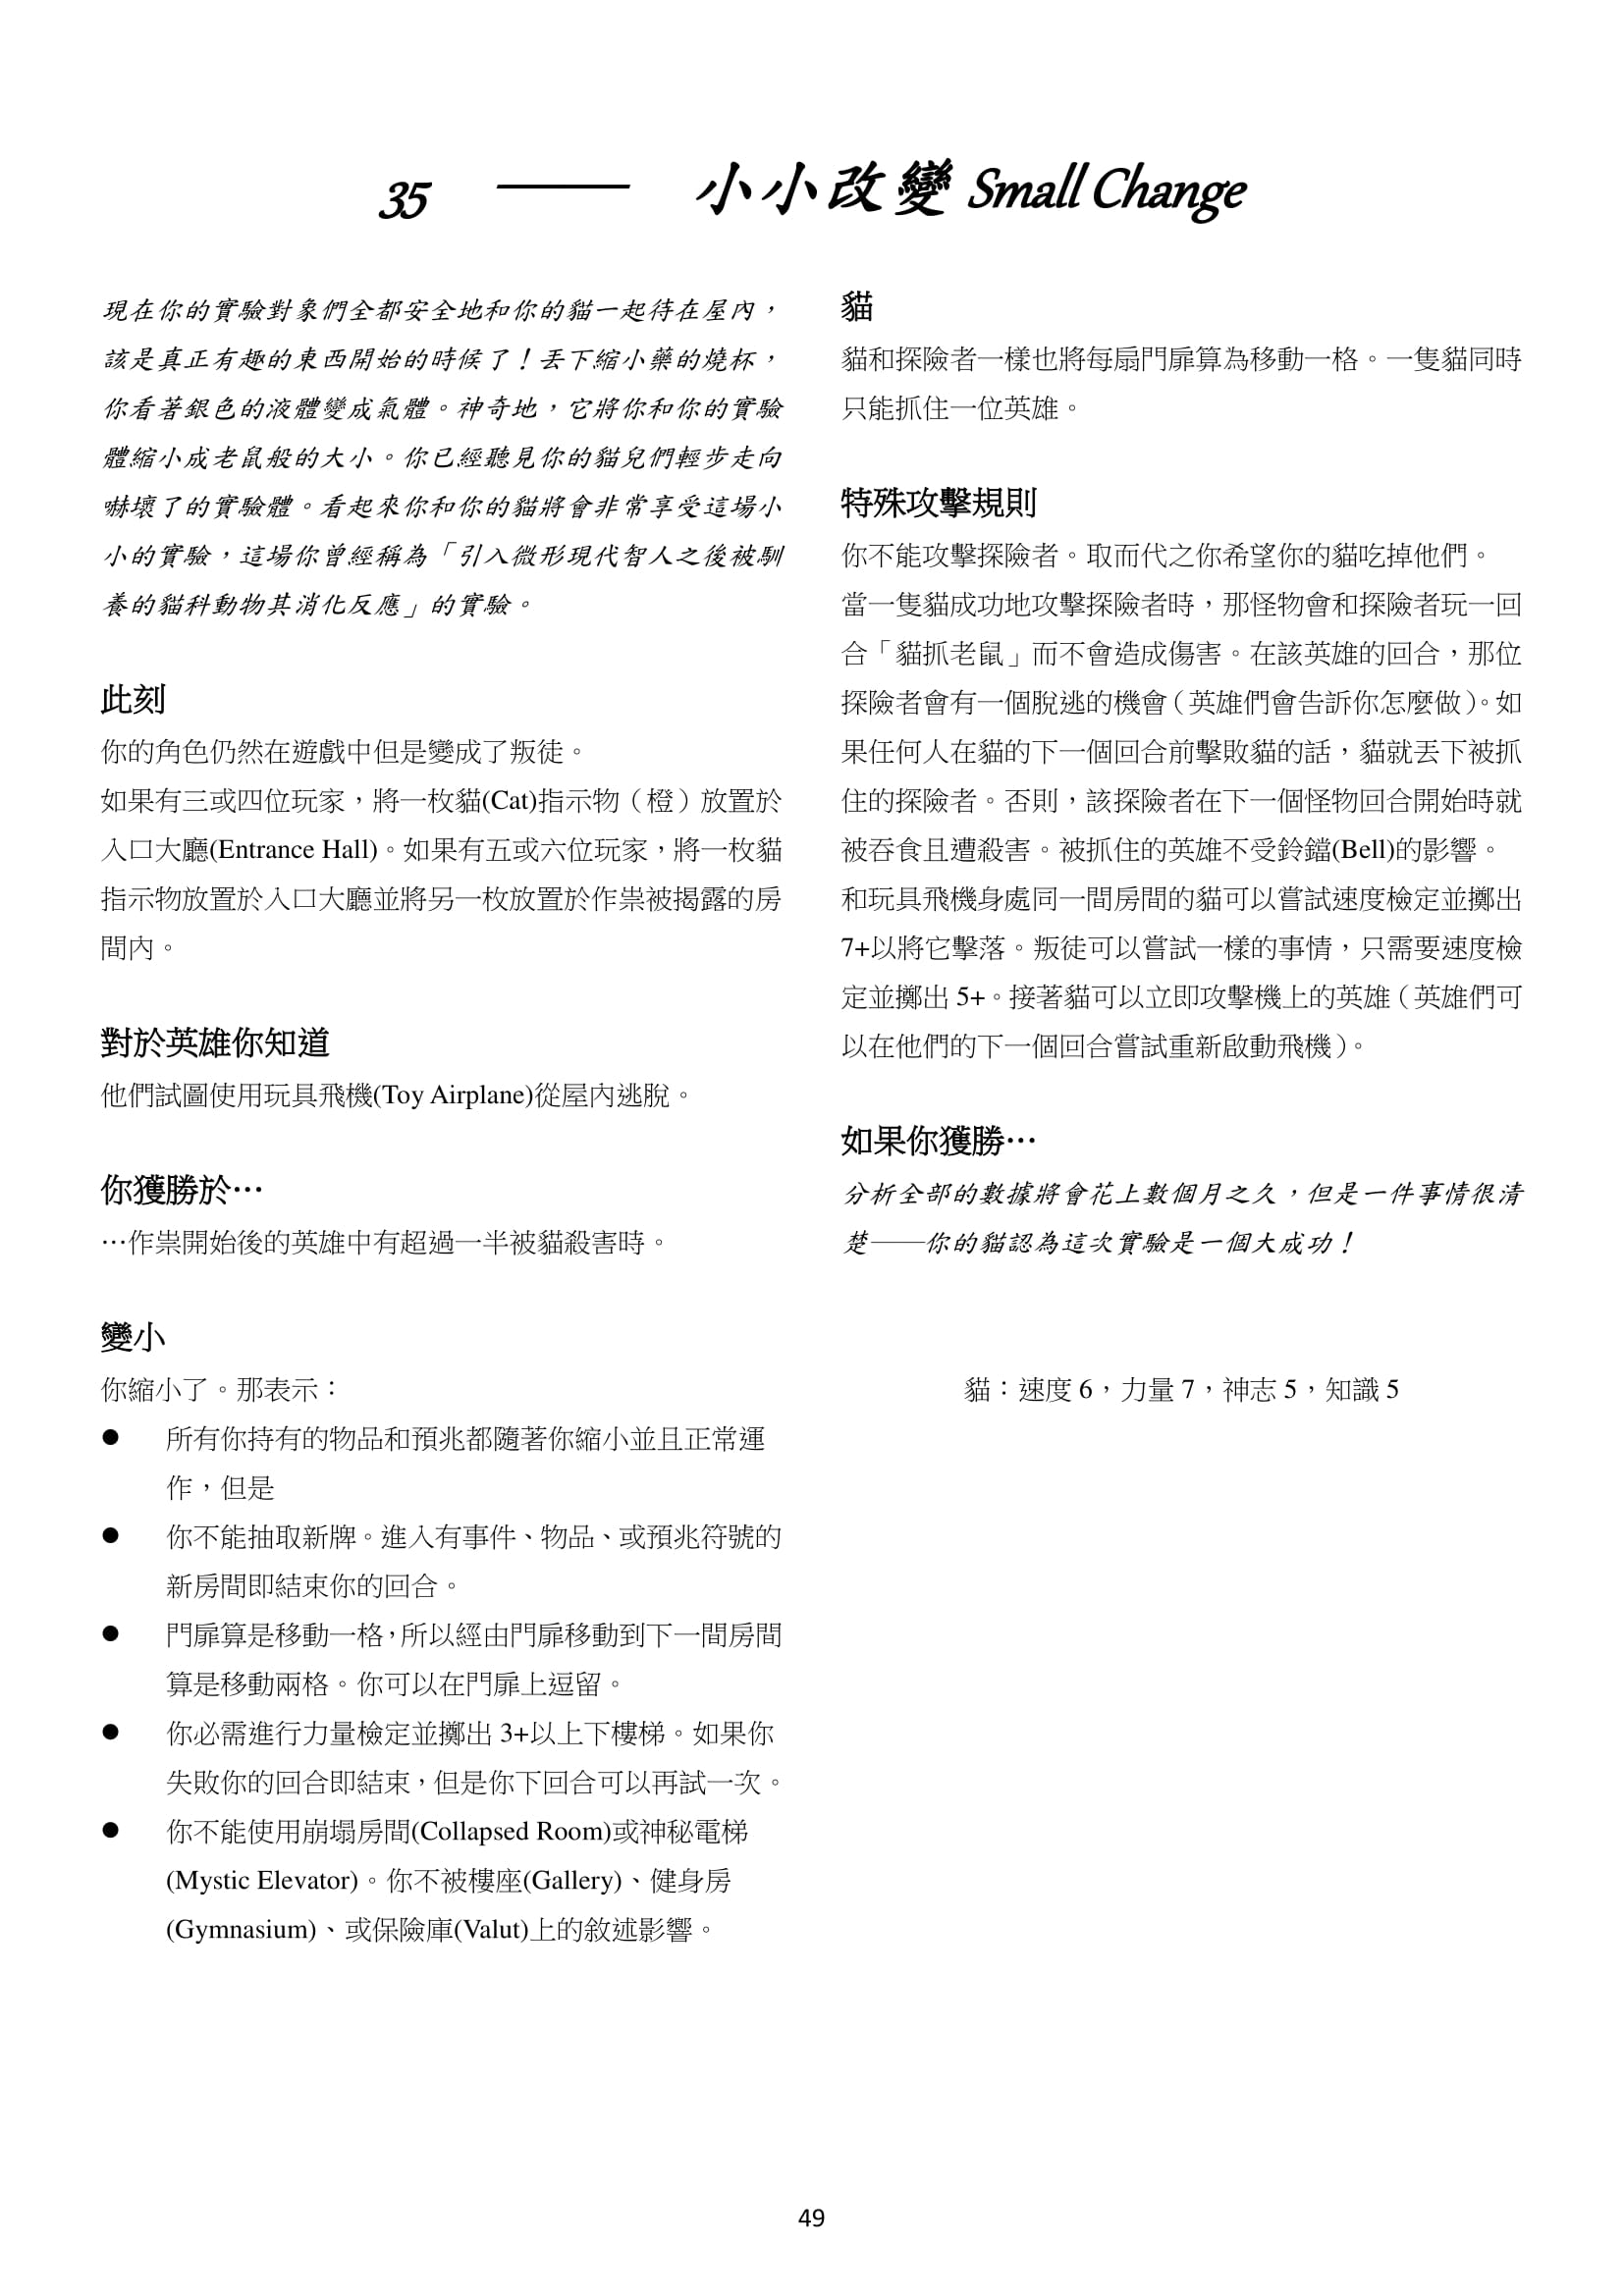 35 —— 小小改變 Small Change
現在你的實驗對象們全都安全地和你的貓一起待在屋內，
該是真正有趣的東西開始的時候了！丟下縮小藥的燒杯，
你看著銀色的液體變成氣體。神奇地，它將你和你的實驗
體縮小成老鼠般的大小。你已經聽見你的貓兒們輕步走向
嚇壞了的實驗體。看起來你和你的貓將會非常享受這場小
小的實驗，這場你曾經稱為「引入微形現代智人之後被馴
養的貓科動物其消化反應」的實驗。
此刻
你的角色仍然在遊戲中但是變成了叛徒。
如果有三或四位玩家，將一枚貓(Cat)指示物（橙）放置於
入口大廳(Entrance Hall)。如果有五或六位玩家，將一枚貓
指示物放置於入口大廳並將另一枚放置於作祟被揭露的房
間內。
對於英雄你知道
他們試圖使用玩具飛機(Toy Airplane)從屋內逃脫。
你獲勝於…
…作祟開始後的英雄中有超過一半被貓殺害時。
變小
你縮小了。那表示：
● 所有你持有的物品和預兆都隨著你縮小並且正常運
作，但是
● 你不能抽取新牌。進入有事件、物品、或預兆符號的
新房間即結束你的回合。
● 門扉算是移動一格，所以經由門扉移動到下一間房間
算是移動兩格。你可以在門扉上逗留。
● 你必需進行力量檢定並擲出 3+以上下樓梯。如果你
失敗你的回合即結束，但是你下回合可以再試一次。
● 你不能使用崩塌房間(Collapsed Room)或神秘電梯
(Mystic Elevator)。你不被樓座(Gallery)、健身房
(Gymnasium)、或保險庫(Valut)上的敘述影響。
貓
貓和探險者一樣也將每扇門扉算為移動一格。一隻貓同時
只能抓住一位英雄。
特殊攻擊規則
你不能攻擊探險者。取而代之你希望你的貓吃掉他們。
當一隻貓成功地攻擊探險者時，那怪物會和探險者玩一回
合「貓抓老鼠」而不會造成傷害。在該英雄的回合，那位
探險者會有一個脫逃的機會（英雄們會告訴你怎麼做）。如
果任何人在貓的下一個回合前擊敗貓的話，貓就丟下被抓
住的探險者。否則，該探險者在下一個怪物回合開始時就
被吞食且遭殺害。被抓住的英雄不受鈴鐺(Bell)的影響。
和玩具飛機身處同一間房間的貓可以嘗試速度檢定並擲出
7+以將它擊落。叛徒可以嘗試一樣的事情，只需要速度檢
定並擲出 5+。接著貓可以立即攻擊機上的英雄（英雄們可
以在他們的下一個回合嘗試重新啟動飛機）。
如果你獲勝…
分析全部的數據將會花上數個月之久，但是一件事情很清
楚——你的貓認為這次實驗是一個大成功！
貓：速度 6，力量 7，神志 5，知識 5
49